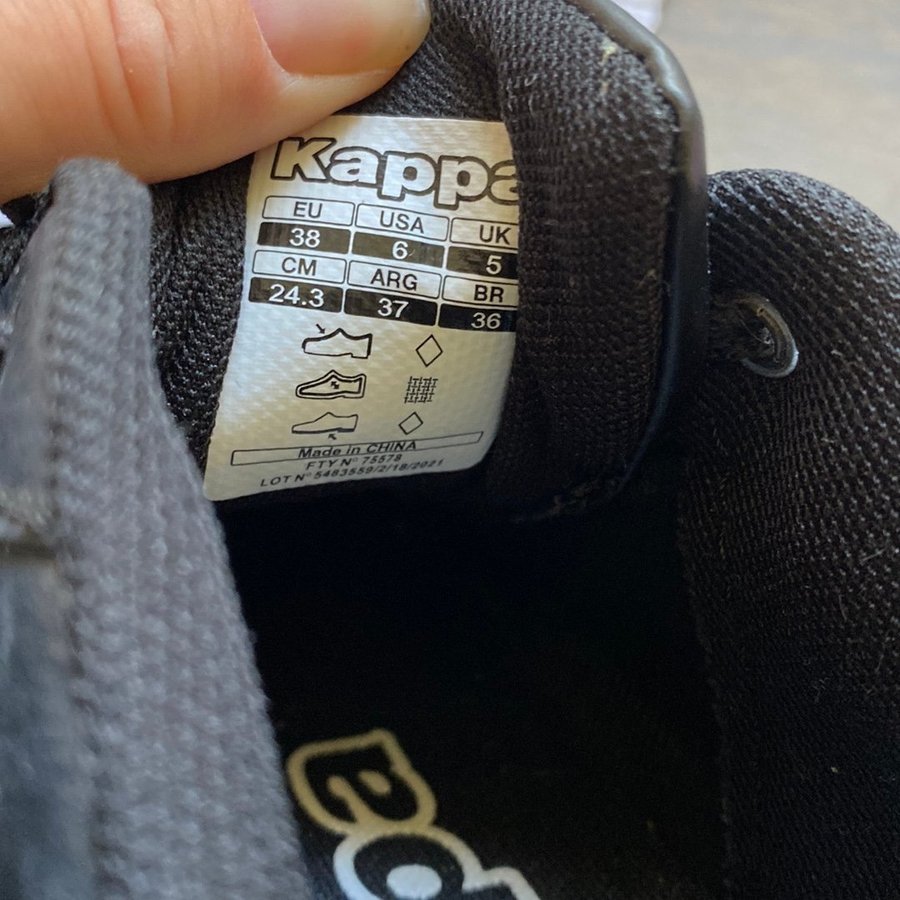 Kappa
EU USA UK
38 6 5
CM ARG BR
24.3 37 36
Made in CHINA
FTY N° 75578
LOT N° 5483559/2/18/2021